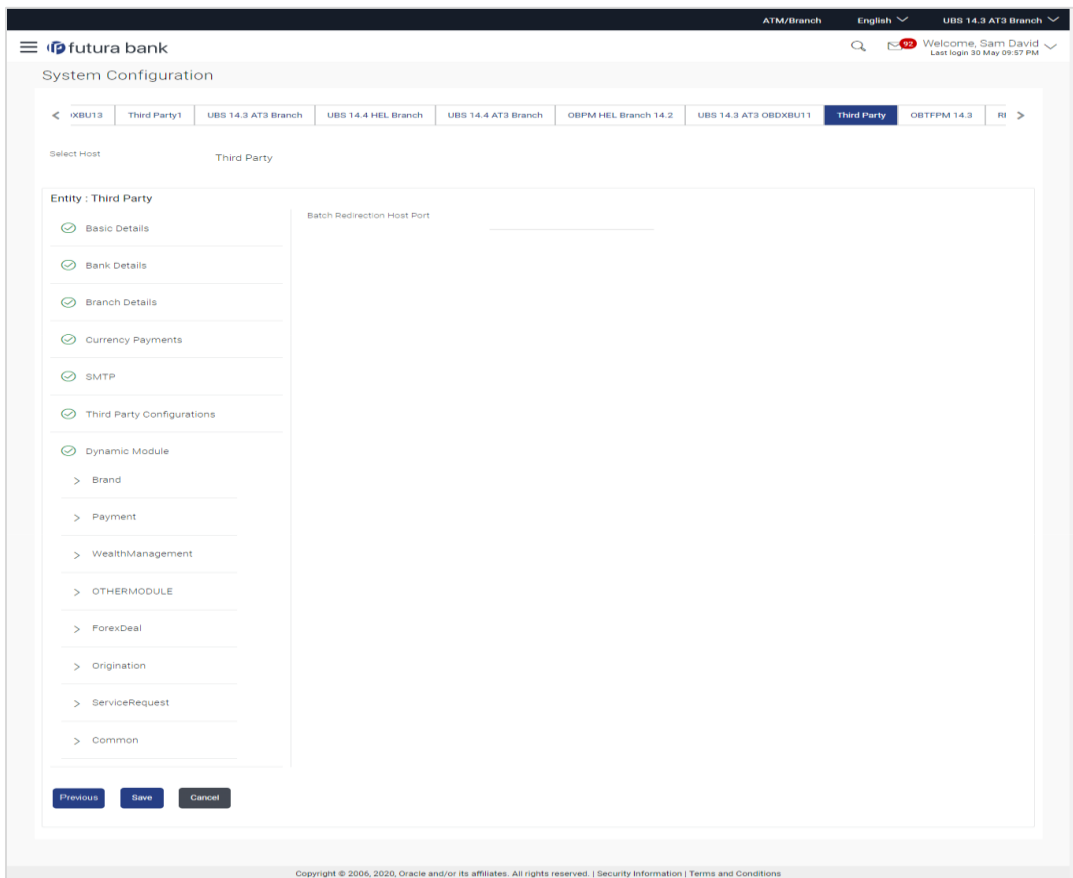 ATM/Branch English UBS 14.3 AT3 Branch
futura bank 92 Welcome, Sam David
Last login 30 May 09:57 PM
System Configuration
XBU13 Third Party1 UBS 14.3 AT3 Branch UBS 14.4 HEL Branch UBS 14.4 AT3 Branch OBPM HEL Branch 14.2 UBS 14.3 AT3 OBDXBU11 Third Party OBTFPM 14.3
Select Host Third Party
Entity : Third Party
Batch Redirection Host Port
Basic Details
Bank Details
Branch Details
Currency Payments
SMTP
Third Party Configurations
Dynamic Module
> Brand
> Payment
> WealthManagement
> OTHERMODULE
> ForexDeal
> Origination
> ServiceRequest
> Common
Previous Save Cancel
Copyright © 2006, 2020, Oracle and/or its affiliates. All rights reserved. | Security Information | Terms and Conditions